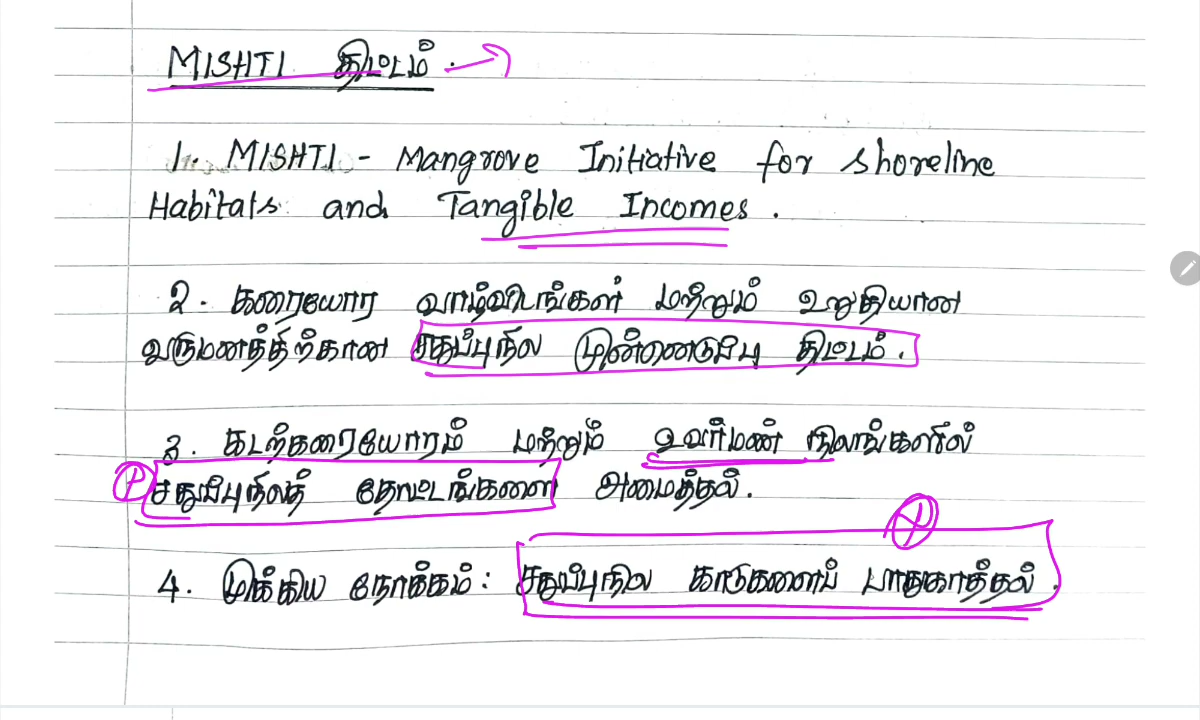 MISHTI திட்டம்.
1. MISHTI - Mangrove Initiative for shoreline
Habitats and Tangible Incomes.
2. கரையோர வாழ்விடங்கள் மற்றும் உறுதியான
வருமானத்திற்கான சதுப்புநில முன்னெடுப்பு திட்டம்.
3. கடற்கரையோரம் மற்றும் உவர்மண் நிலங்களில்
சதுப்புநிலத் தோட்டங்களை அமைத்தல்.
4. முக்கிய நோக்கம்: சதுப்புநில காடுகளைப் பாதுகாத்தல்.